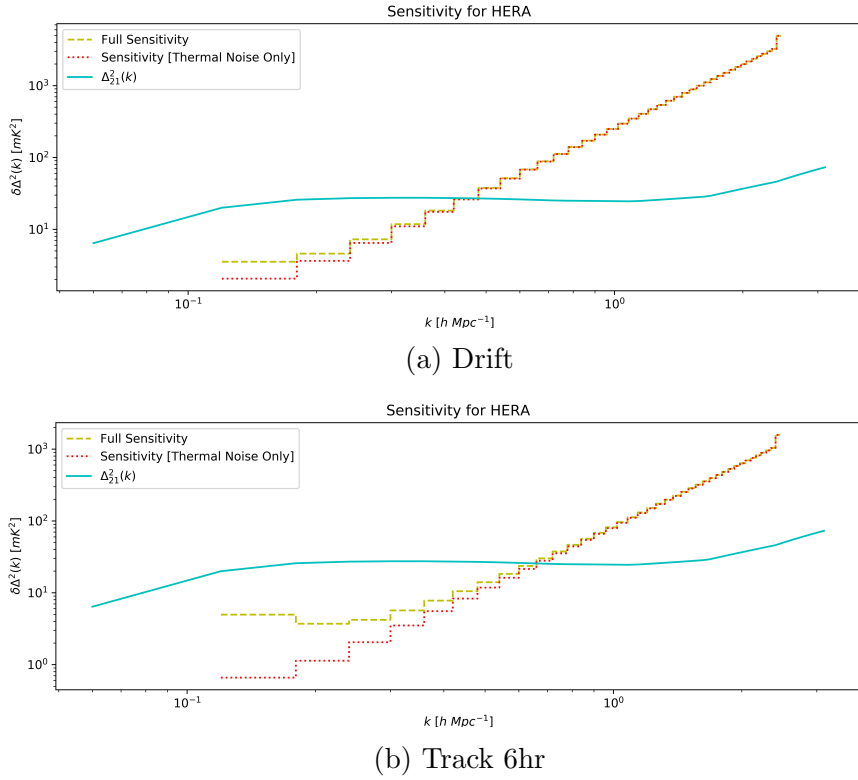 Sensitivity for HERA
Full Sensitivity
Sensitivity [Thermal Noise Only]
Δ²₂₁(k)
10³
10²
10¹
δΔ²(k) [mK²]
10⁻¹
10⁰
k [h Mpc⁻¹]
(a) Drift
Sensitivity for HERA
Full Sensitivity
Sensitivity [Thermal Noise Only]
Δ²₂₁(k)
10³
10²
10¹
10⁰
δΔ²(k) [mK²]
10⁻¹
10⁰
k [h Mpc⁻¹]
(b) Track 6hr